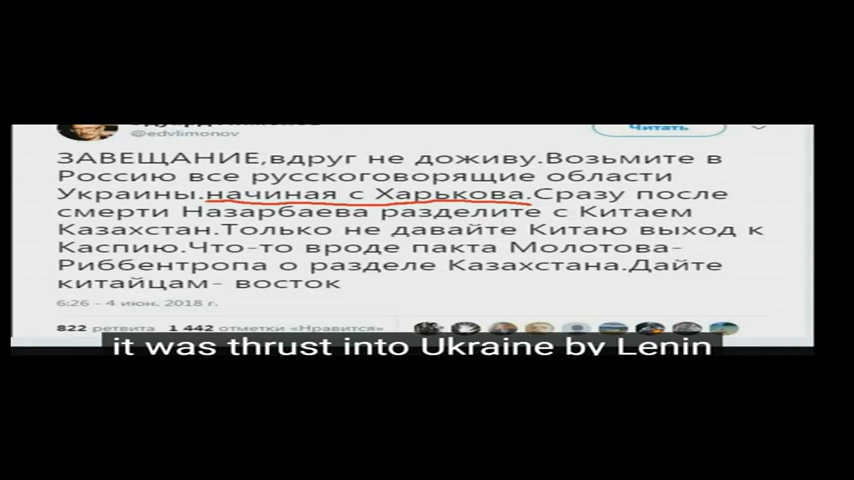 @edvlimonov
Читать
ЗАВЕЩАНИЕ,вдруг не доживу.Возьмите в
Россию все русскоговорящие области
Украины.начиная с Харькова.Сразу после
смерти Назарбаева разделите с Китаем
Казахстан.Только не давайте Китаю выход к
Каспию.Что-то вроде пакта Молотова-
Риббентропа о разделе Казахстана.Дайте
китайцам- восток
6:26 - 4 июн. 2018 г.
822 ретвита 1 442 отметки «Нравится»
it was thrust into Ukraine by Lenin